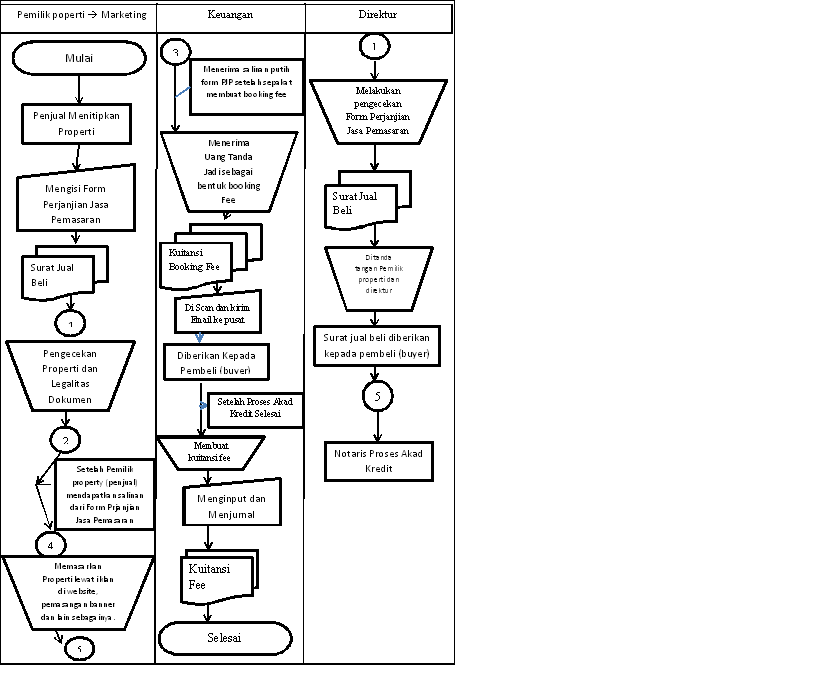 Pemilik poperti → Marketing
Keuangan
Direktur
Mulai
Penjual Menitipkan
Properti
Mengisi Form
Perjanjian Jasa
Pemasaran
Surat Jual
Beli
1
Pengecekan
Properti dan
Legalitas
Dokumen
2
Setelah Pemilik
property (penjual)
mendapatkan salinan
dari Form Prjanjian
Jasa Pemasaran
4
Memasarkan
Properti lewat iklan
di website,
pemasangan banner
dan lain sebagainya.
5
3
Menerima salinan putih
form PJP setelah sepakat
membuat booking fee
Menerima
Uang Tanda
Jadi sebagai
bentuk booking
Fee
Kuitansi
Booking Fee
Di Scan dan kirim
Email ke pusat
Diberikan Kepada
Pembeli (buver)
Setelah Proses Akad
Kredit Selesai
Membuat
kuitansi fee
Menginput dan
Menjurnal
Kuitansi
Fee
Selesai
1
Melakukan
pengecekan
Form Perjanjian
Jasa Pemasaran
Surat Jual
Beli
Ditanda
tangan Pemilik
properti dan
direktur
Surat jual beli diberikan
kepada pembeli (buyer)
5
Notaris Proses Akad
Kredit